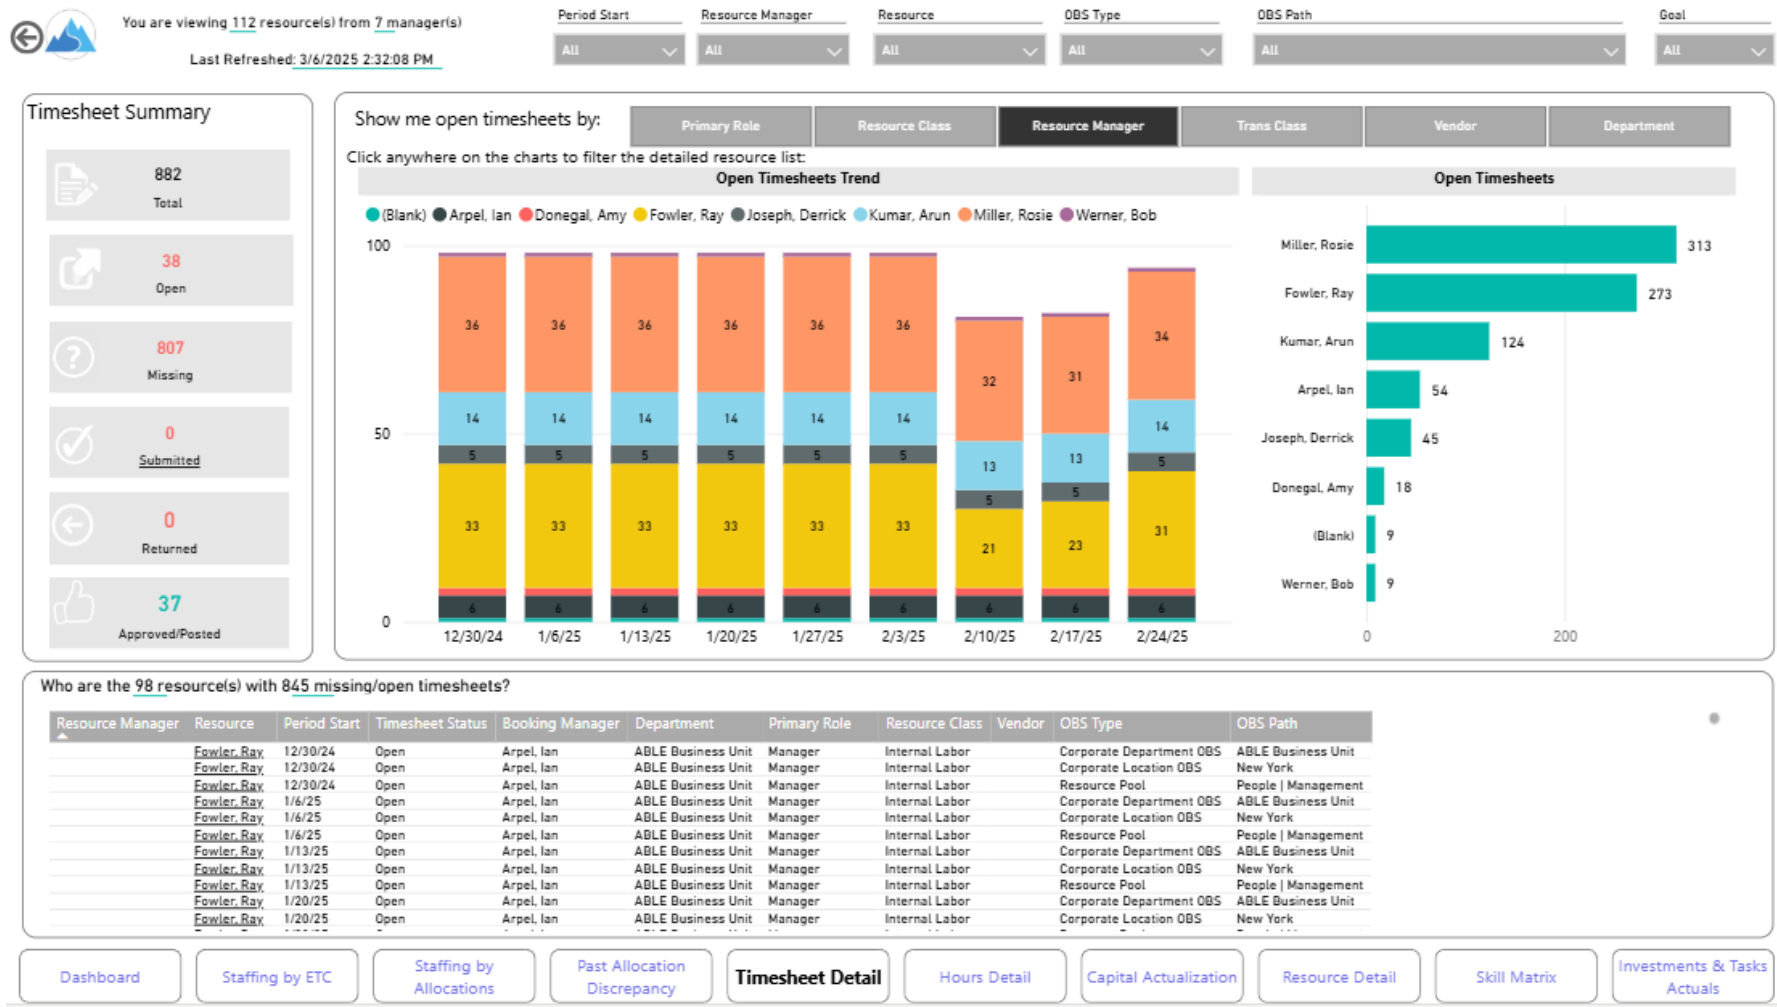 You are viewing 112 resource(s) from 7 manager(s)
Last Refreshed: 3/6/2025 2:32:08 PM
Period Start
All
Resource Manager
All
Resource
All
OBS Type
All
OBS Path
All
Goal
All
Timesheet Summary
882
Total
38
Open
807
Missing
0
Submitted
0
Returned
37
Approved/Posted
Show me open timesheets by:
Primary Role
Resource Class
Resource Manager
Trans Class
Vendor
Department
Click anywhere on the charts to filter the detailed resource list:
Open Timesheets Trend
(Blank) Arpel, Ian Donegal, Amy Fowler, Ray Joseph, Derrick Kumar, Arun Miller, Rosie Werner, Bob
100
50
0
36 36 36 36 36 36 32 31 34
14 14 14 14 14 14 13 13 14
5 5 5 5 5 5 5 5 5
33 33 33 33 33 33 21 23 31
6 6 6 6 6 6 6 6 6
12/30/24 1/6/25 1/13/25 1/20/25 1/27/25 2/3/25 2/10/25 2/17/25 2/24/25
Open Timesheets
Miller, Rosie 313
Fowler, Ray 273
Kumar, Arun 124
Arpel, Ian 54
Joseph, Derrick 45
Donegal, Amy 18
(Blank) 9
Werner, Bob 9
0 200
Who are the 98 resource(s) with 845 missing/open timesheets?
Resource Manager Resource Period Start Timesheet Status Booking Manager Department Primary Role Resource Class Vendor OBS Type OBS Path
Fowler, Ray 12/30/24 Open Arpel, Ian ABLE Business Unit Manager Internal Labor Corporate Department OBS ABLE Business Unit
Fowler, Ray 12/30/24 Open Arpel, Ian ABLE Business Unit Manager Internal Labor Corporate Location OBS New York
Fowler, Ray 12/30/24 Open Arpel, Ian ABLE Business Unit Manager Internal Labor Resource Pool People | Management
Fowler, Ray 1/6/25 Open Arpel, Ian ABLE Business Unit Manager Internal Labor Corporate Department OBS ABLE Business Unit
Fowler, Ray 1/6/25 Open Arpel, Ian ABLE Business Unit Manager Internal Labor Corporate Location OBS New York
Fowler, Ray 1/6/25 Open Arpel, Ian ABLE Business Unit Manager Internal Labor Resource Pool People | Management
Fowler, Ray 1/13/25 Open Arpel, Ian ABLE Business Unit Manager Internal Labor Corporate Department OBS ABLE Business Unit
Fowler, Ray 1/13/25 Open Arpel, Ian ABLE Business Unit Manager Internal Labor Corporate Location OBS New York
Fowler, Ray 1/13/25 Open Arpel, Ian ABLE Business Unit Manager Internal Labor Resource Pool People | Management
Fowler, Ray 1/20/25 Open Arpel, Ian ABLE Business Unit Manager Internal Labor Corporate Department OBS ABLE Business Unit
Fowler, Ray 1/20/25 Open Arpel, Ian ABLE Business Unit Manager Internal Labor Corporate Location OBS New York
Dashboard
Staffing by ETC
Staffing by
Allocations
Past Allocation
Discrepancy
Timesheet Detail
Hours Detail
Capital Actualization
Resource Detail
Skill Matrix
Investments & Tasks
Actuals